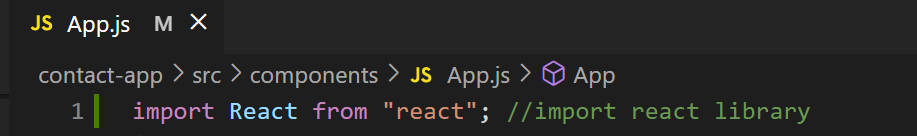 JS App.js M ×
contact-app > src > components > JS App.js > App
1 import React from "react"; //import react library